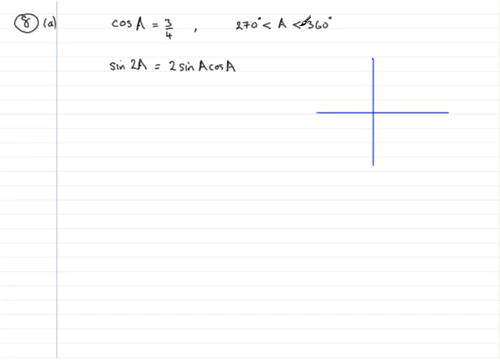 8 (a) cos A = 3/4 , 270° < A < 360°
sin 2A = 2 sin A cos A